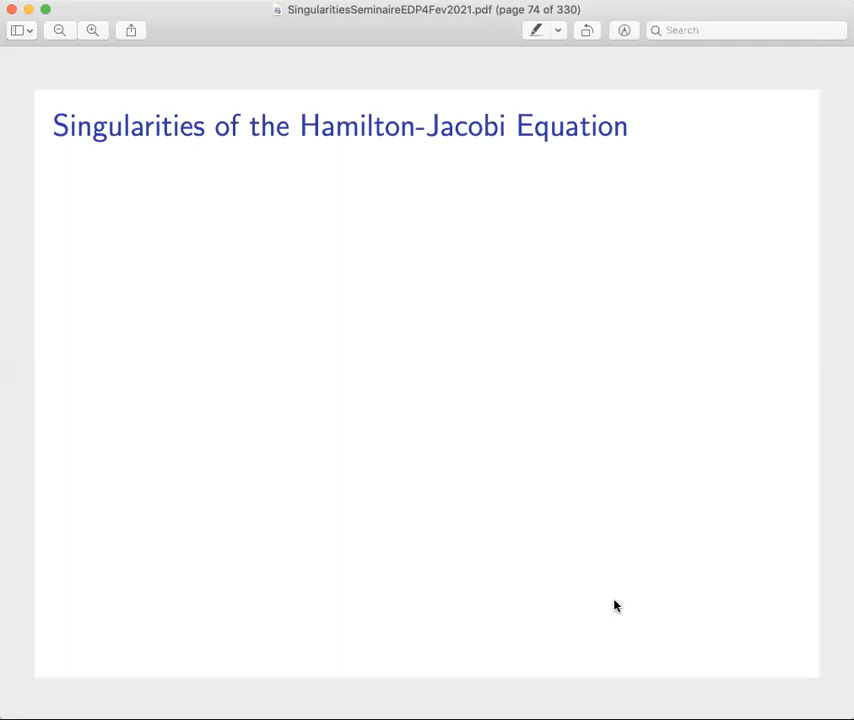 SingularitiesSeminaireEDP4Fev2021.pdf (page 74 of 330)
Search
Singularities of the Hamilton-Jacobi Equation